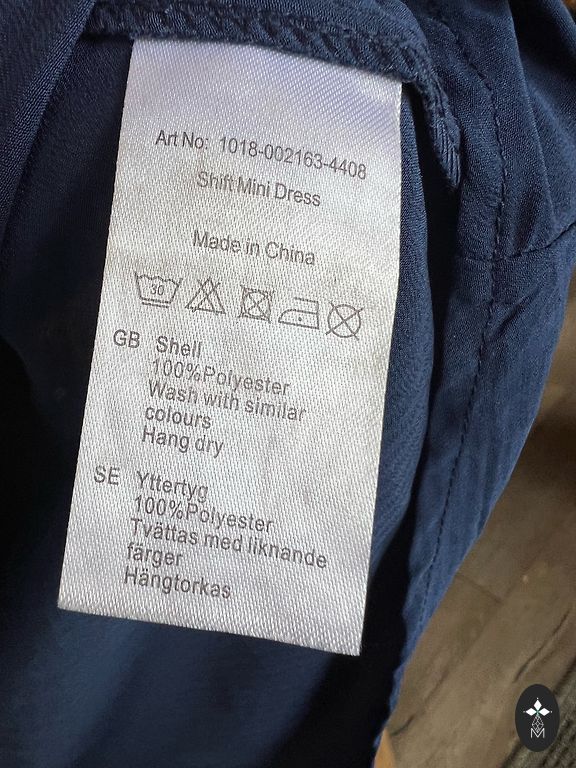 Art No: 1018-002163-4408
Shift Mini Dress
Made in China
30
GB Shell
100%Polyester
Wash with similar
colours
Hang dry
SE Yttertyg
100%Polyester
Tvättas med liknande
färger
Hängtorkas
M